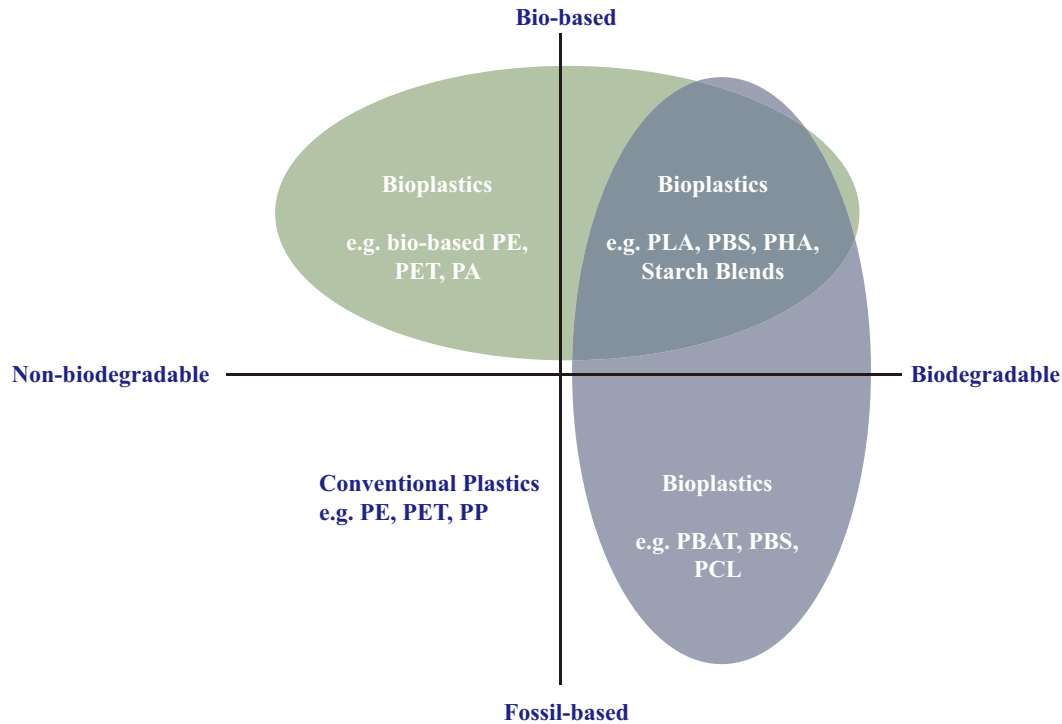 Bio-based
Bioplastics
e.g. bio-based PE,
PET, PA
Bioplastics
e.g. PLA, PBS, PHA,
Starch Blends
Non-biodegradable
Biodegradable
Conventional Plastics
e.g. PE, PET, PP
Bioplastics
e.g. PBAT, PBS,
PCL
Fossil-based